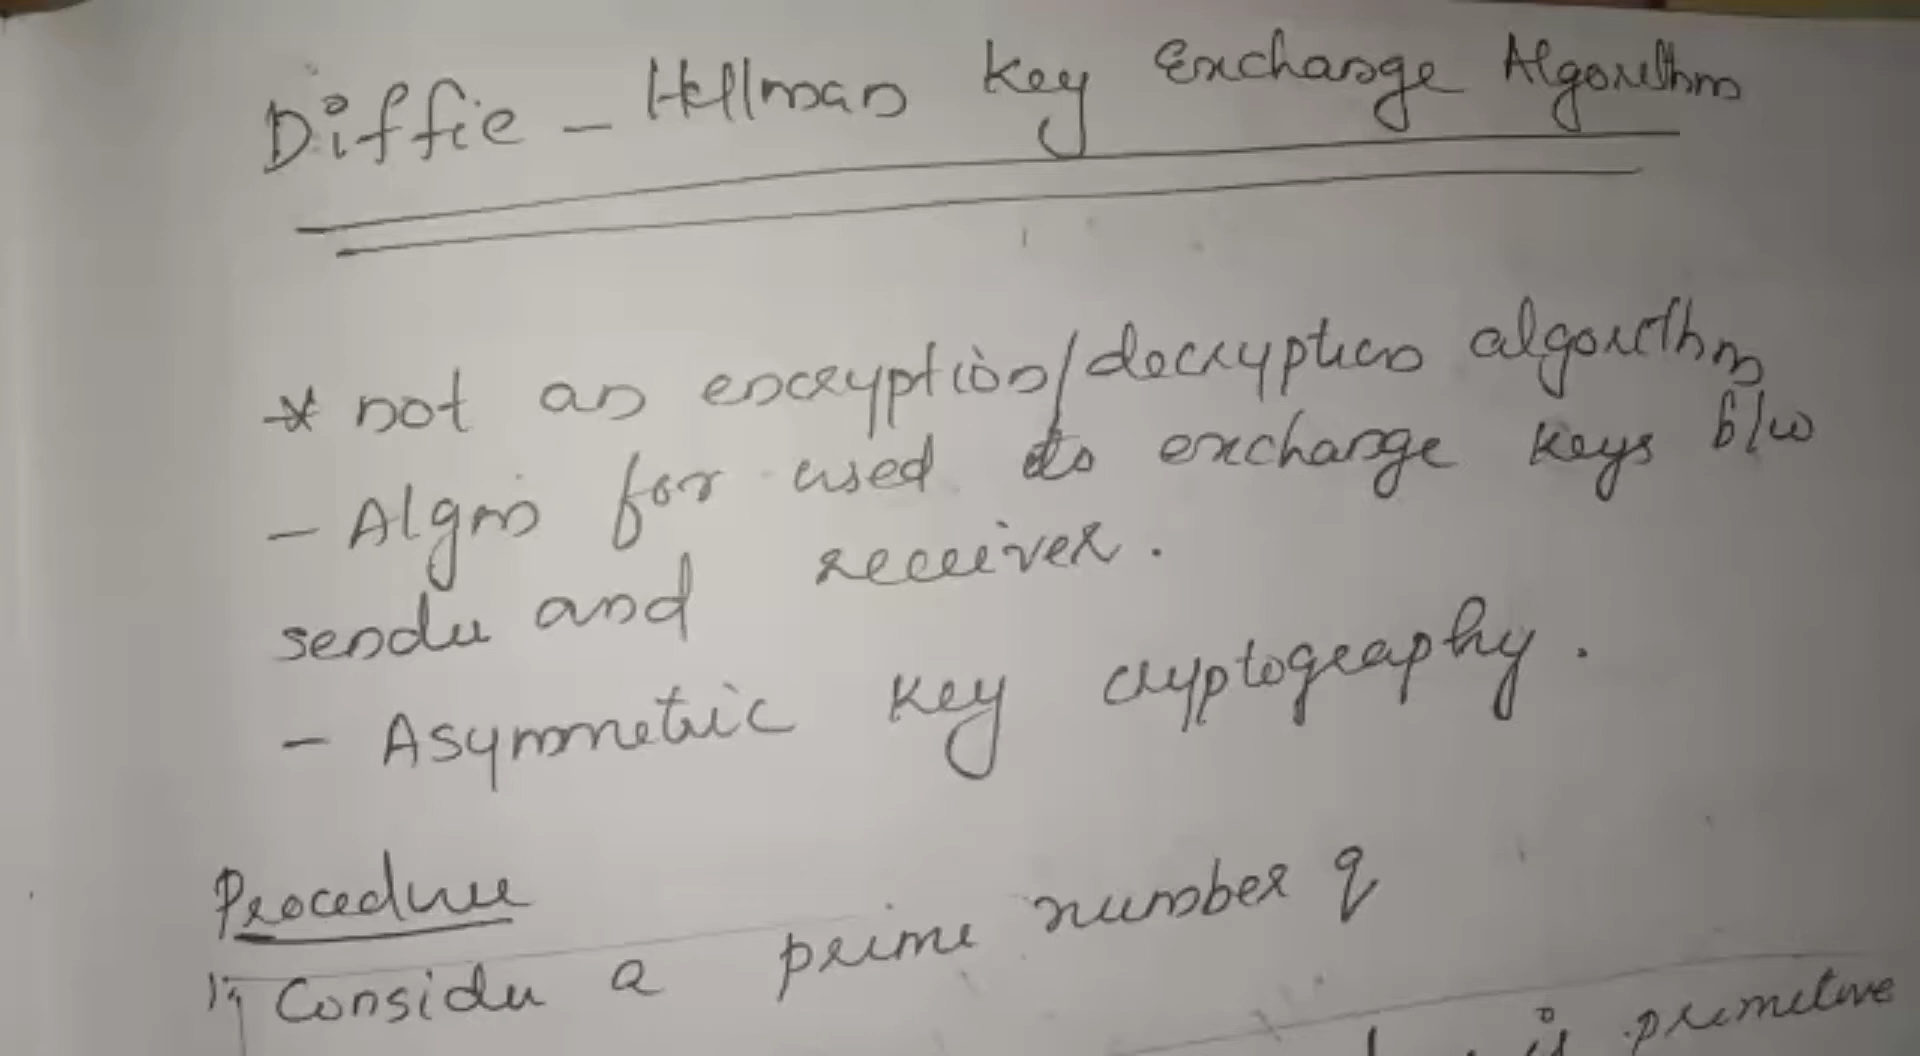 Diffie - Hellman Key Exchange Algorithm
* not an encryption/decryption algorithm
- Algm for used to exchange keys b/w
sender and receiver.
- Asymmetric key cryptography.
Procedure
1) Consider a prime number q
is primitive